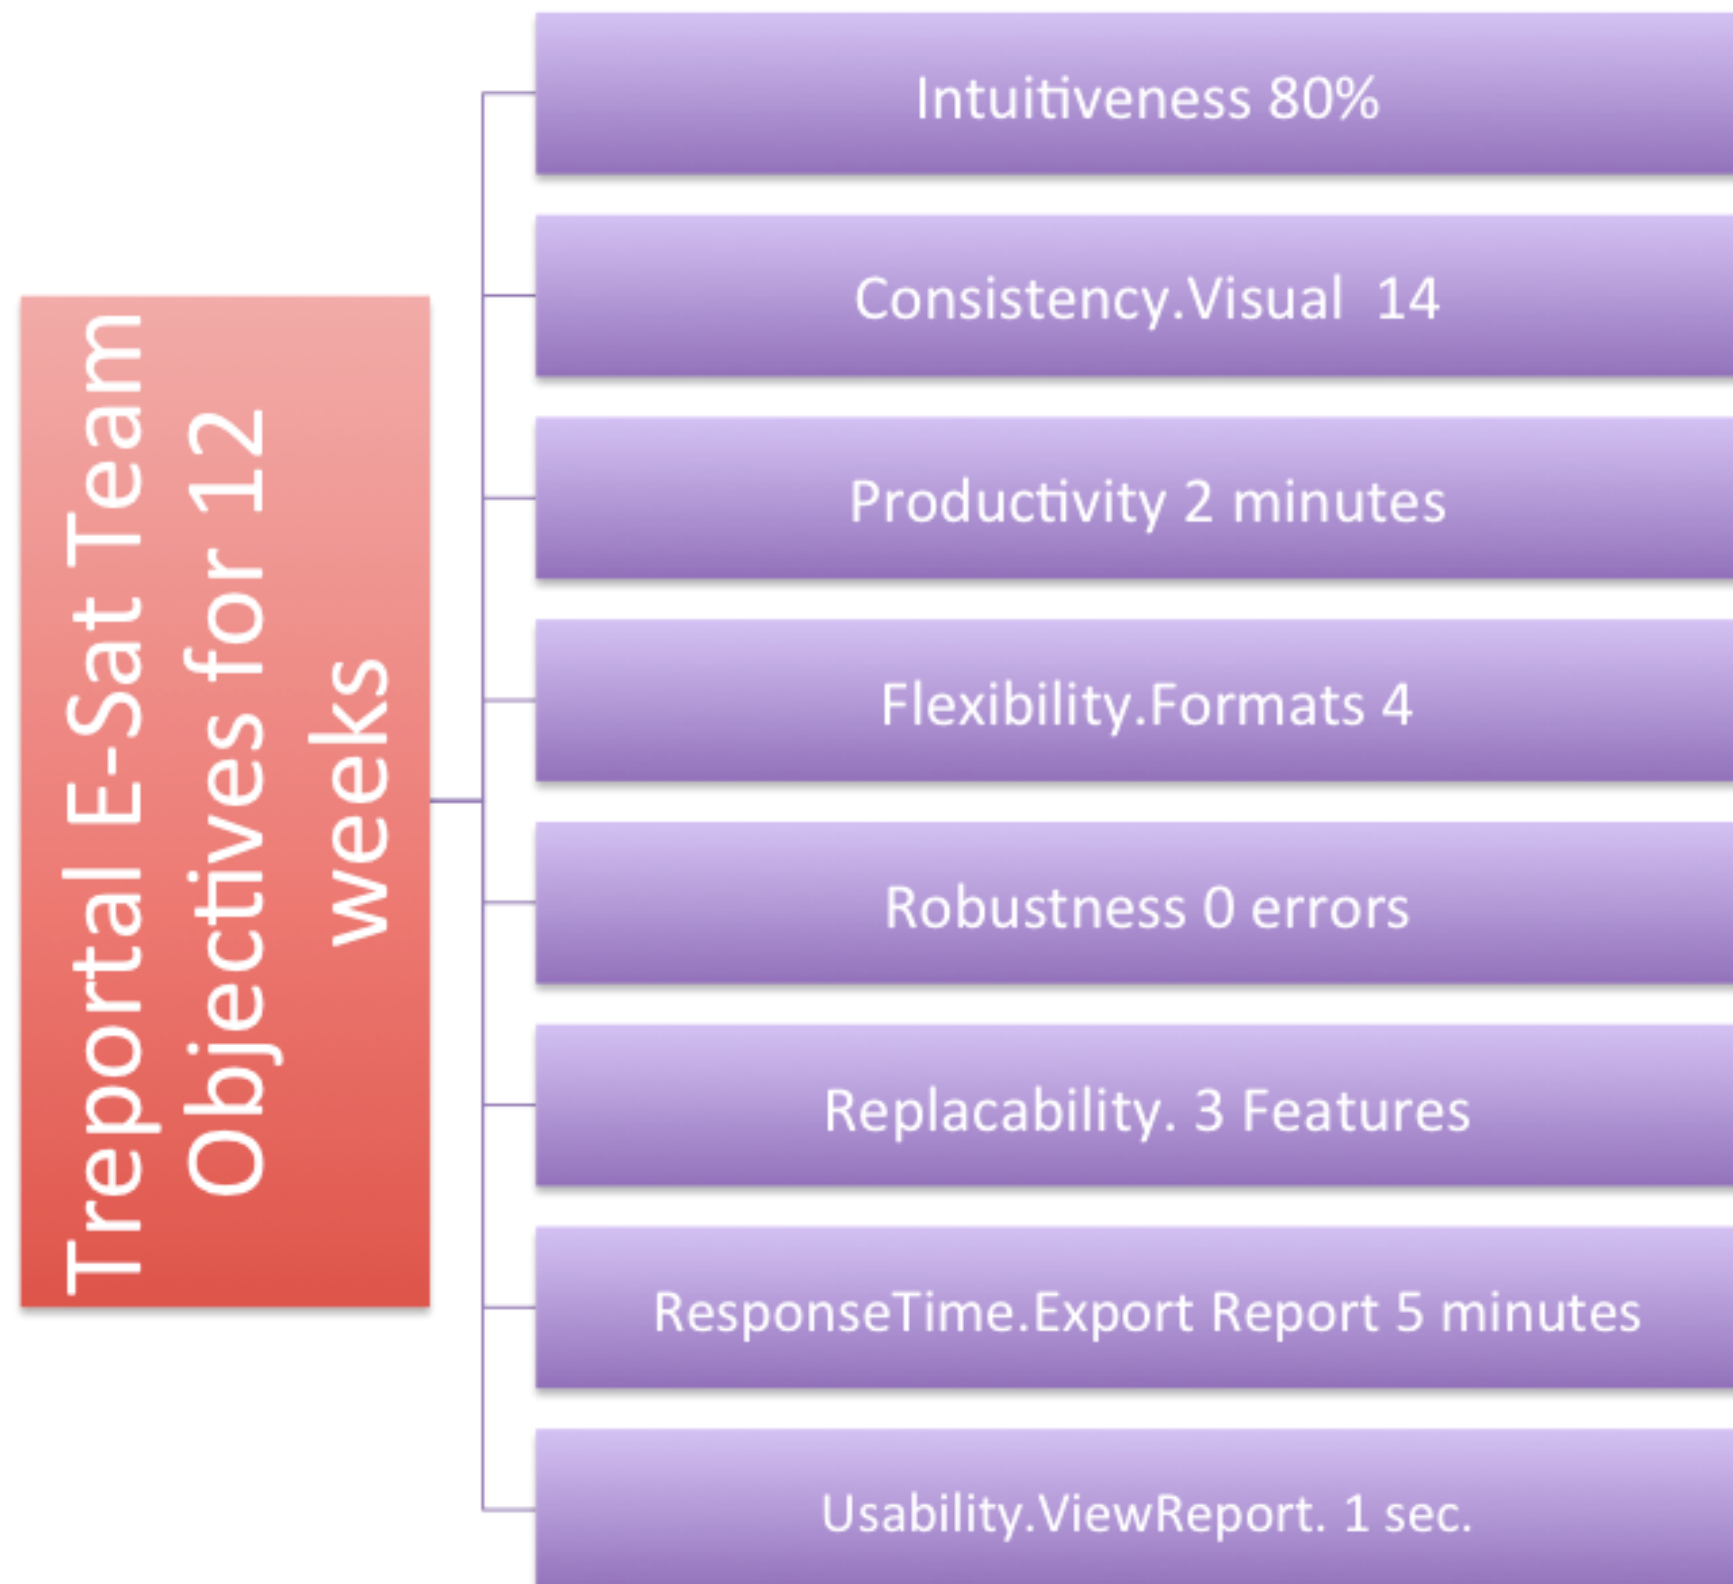 Treportal E-Sat Team
Objectives for 12
weeks
Intuitiveness 80%
Consistency.Visual  14
Productivity 2 minutes
Flexibility.Formats 4
Robustness 0 errors
Replacability. 3 Features
ResponseTime.Export Report 5 minutes
Usability.ViewReport. 1 sec.